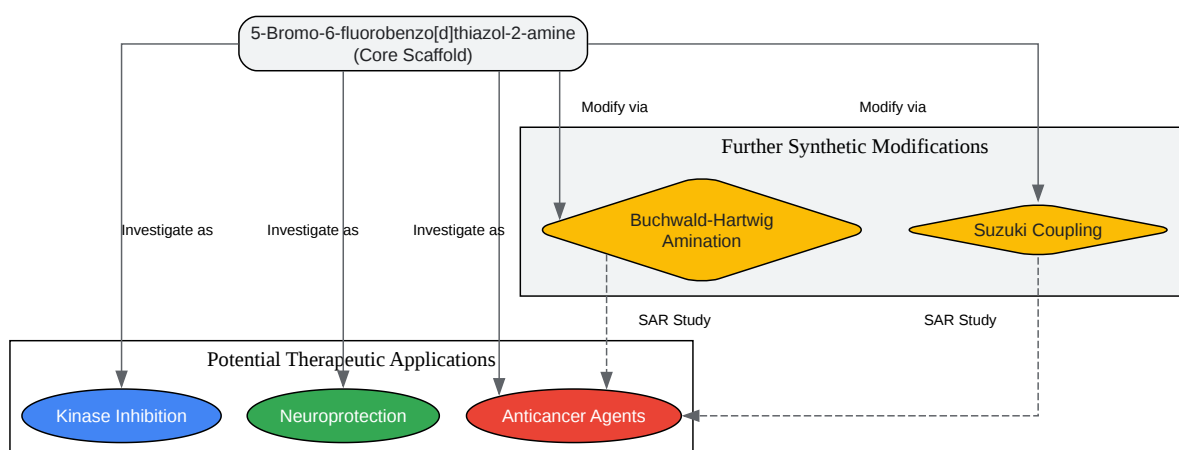 5-Bromo-6-fluorobenzo[d]thiazol-2-amine
(Core Scaffold)
Modify via
Modify via
Further Synthetic Modifications
Buchwald-Hartwig
Amination
Suzuki Coupling
Investigate as
Investigate as
Investigate as
SAR Study
SAR Study
Potential Therapeutic Applications
Kinase Inhibition
Neuroprotection
Anticancer Agents